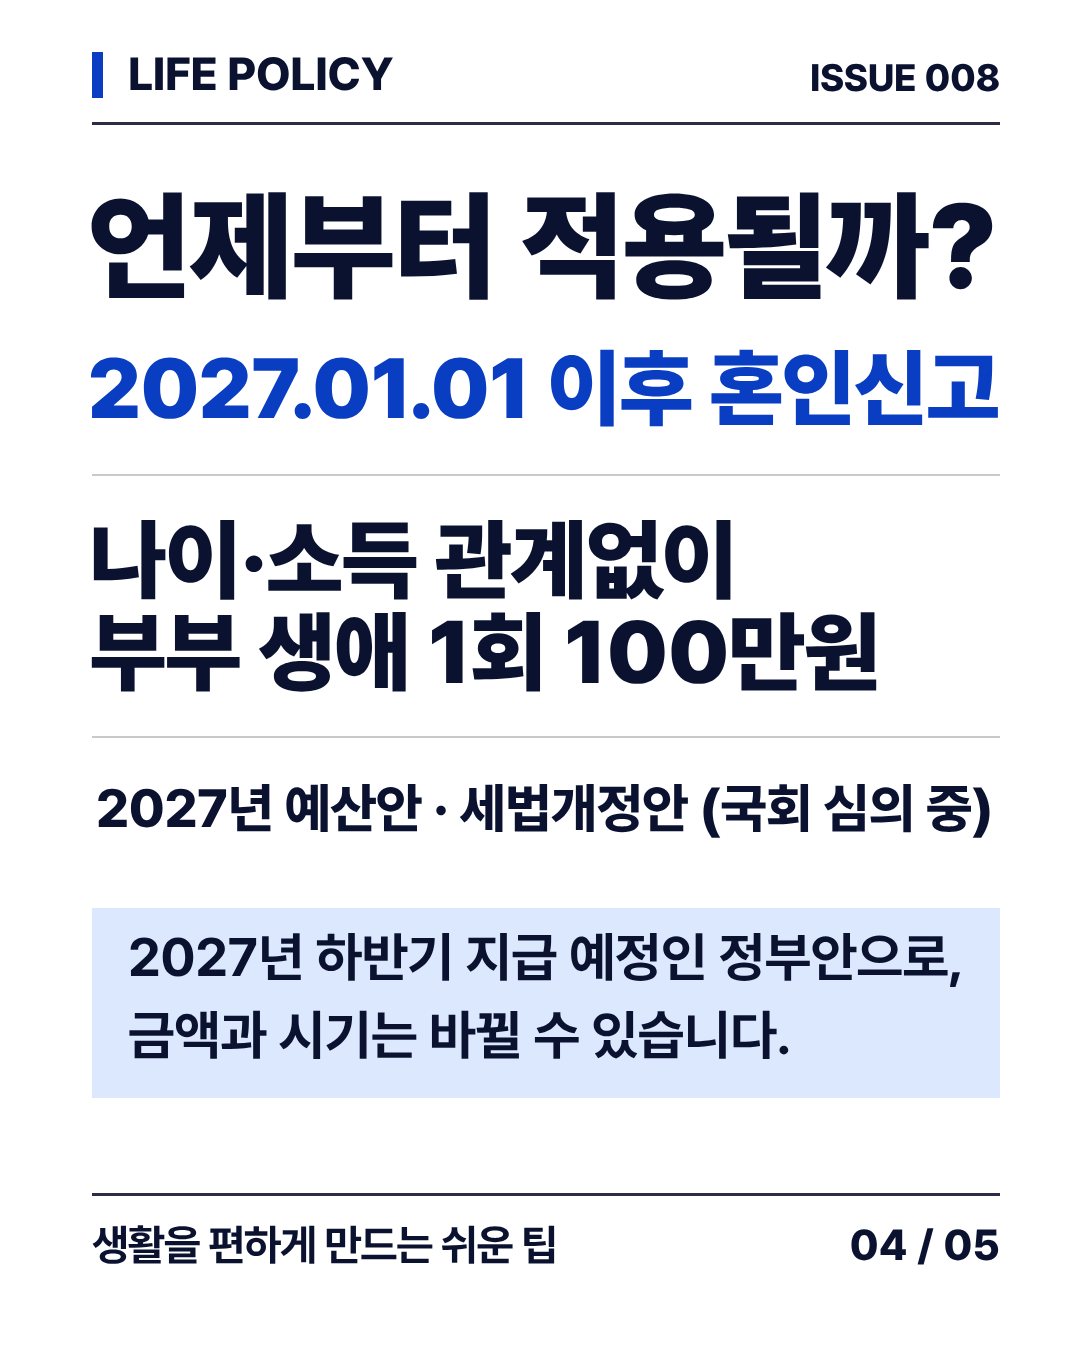 LIFE POLICY
ISSUE 008
언제부터 적용될까?
2027.01.01 이후 혼인신고
나이·소득 관계없이
부부 생애 1회 100만원
2027년 예산안 · 세법개정안 (국회 심의 중)
2027년 하반기 지급 예정인 정부안으로,
금액과 시기는 바뀔 수 있습니다.
생활을 편하게 만드는 쉬운 팁
04 / 05